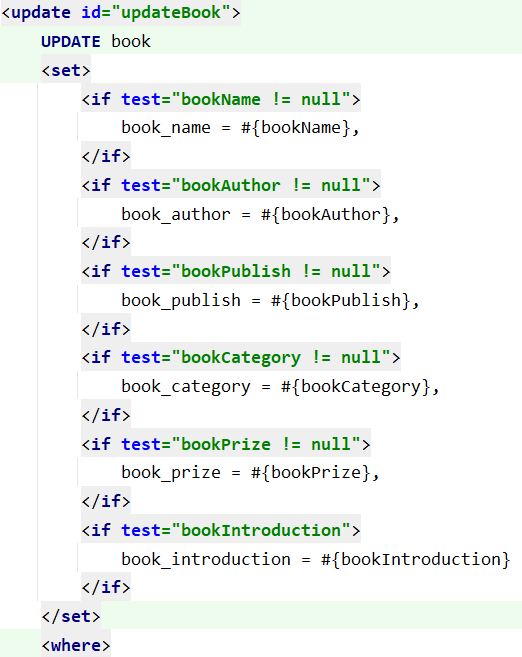 <update id="updateBook">
UPDATE book
<set>
<if test="bookName != null">
book_name = #{bookName},
</if>
<if test="bookAuthor != null">
book_author = #{bookAuthor},
</if>
<if test="bookPublish != null">
book_publish = #{bookPublish},
</if>
<if test="bookCategory != null">
book_category = #{bookCategory},
</if>
<if test="bookPrize != null">
book_prize = #{bookPrize},
</if>
<if test="bookIntroduction">
book_introduction = #{bookIntroduction}
</if>
</set>
<where>